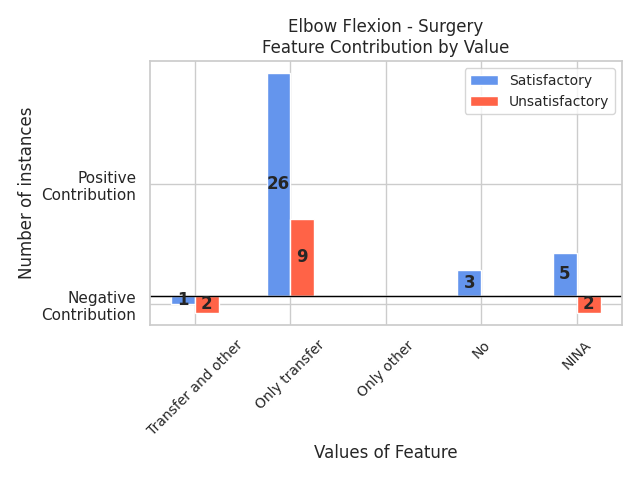 Elbow Flexion - Surgery
Feature Contribution by Value
Satisfactory
Unsatisfactory
Number of instances
Positive
Contribution
Negative
Contribution
1
2
26
9
3
5
2
Transfer and other
Only transfer
Only other
No
NINA
Values of Feature